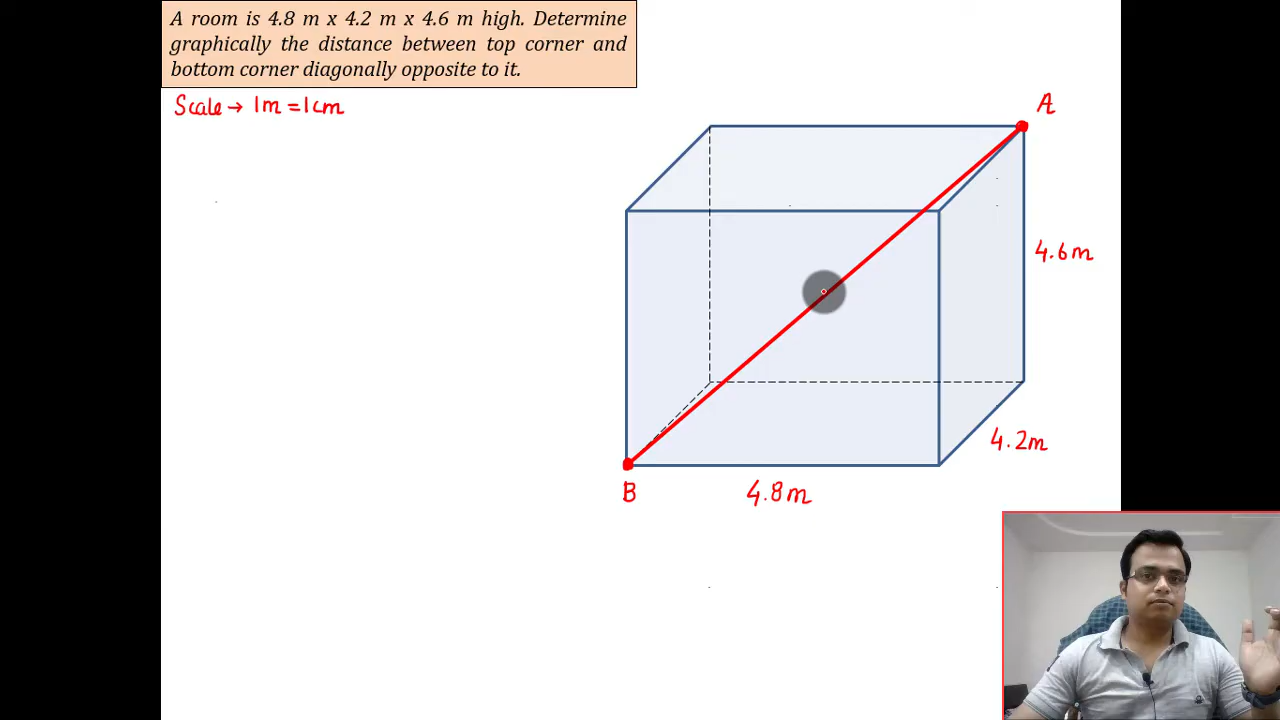 A room is 4.8 m x 4.2 m x 4.6 m high. Determine
graphically the distance between top corner and
bottom corner diagonally opposite to it.
Scale → 1m = 1cm
A
4.6m
4.2m
B
4.8m